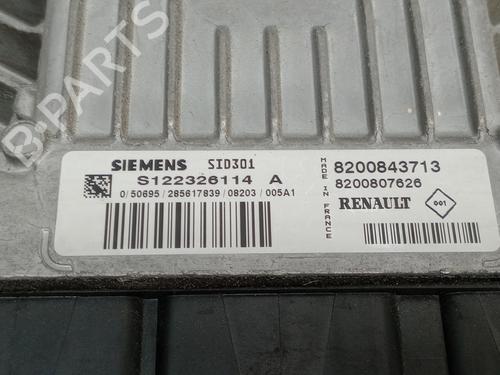 B-PARTS
SIEMENS SID301
S122326114 A
0/50695/285617839/08203/005A1
MADE IN FRANCE
8200843713
8200807626
RENAULT 001